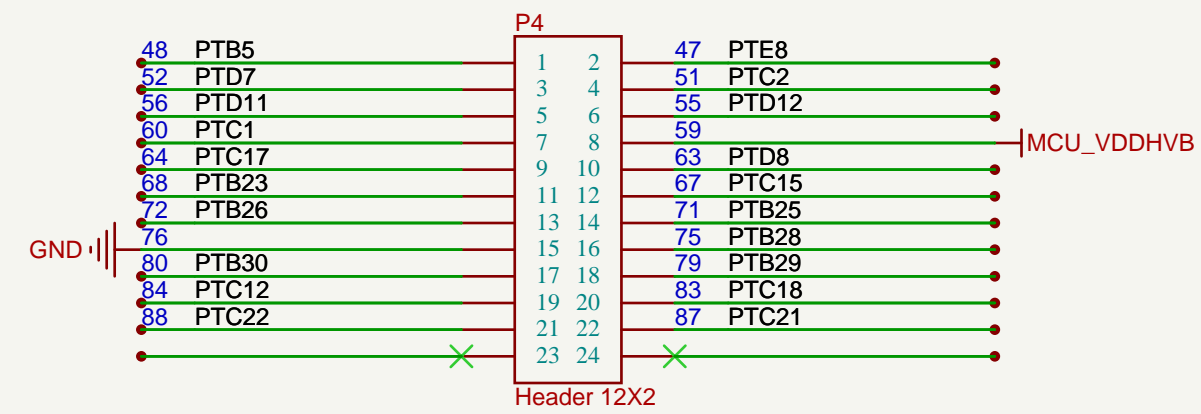 P4
48 PTB5 47 PTE8
1 2
52 PTD7 51 PTC2
3 4
56 PTD11 55 PTD12
5 6
60 PTC1 59
7 8 MCU_VDDHVB
64 PTC17 63 PTD8
9 10
68 PTB23 67 PTC15
11 12
72 PTB26 71 PTB25
13 14
76 75 PTB28
GND 15 16
80 PTB30 79 PTB29
17 18
84 PTC12 83 PTC18
19 20
88 PTC22 87 PTC21
21 22
23 24
Header 12X2